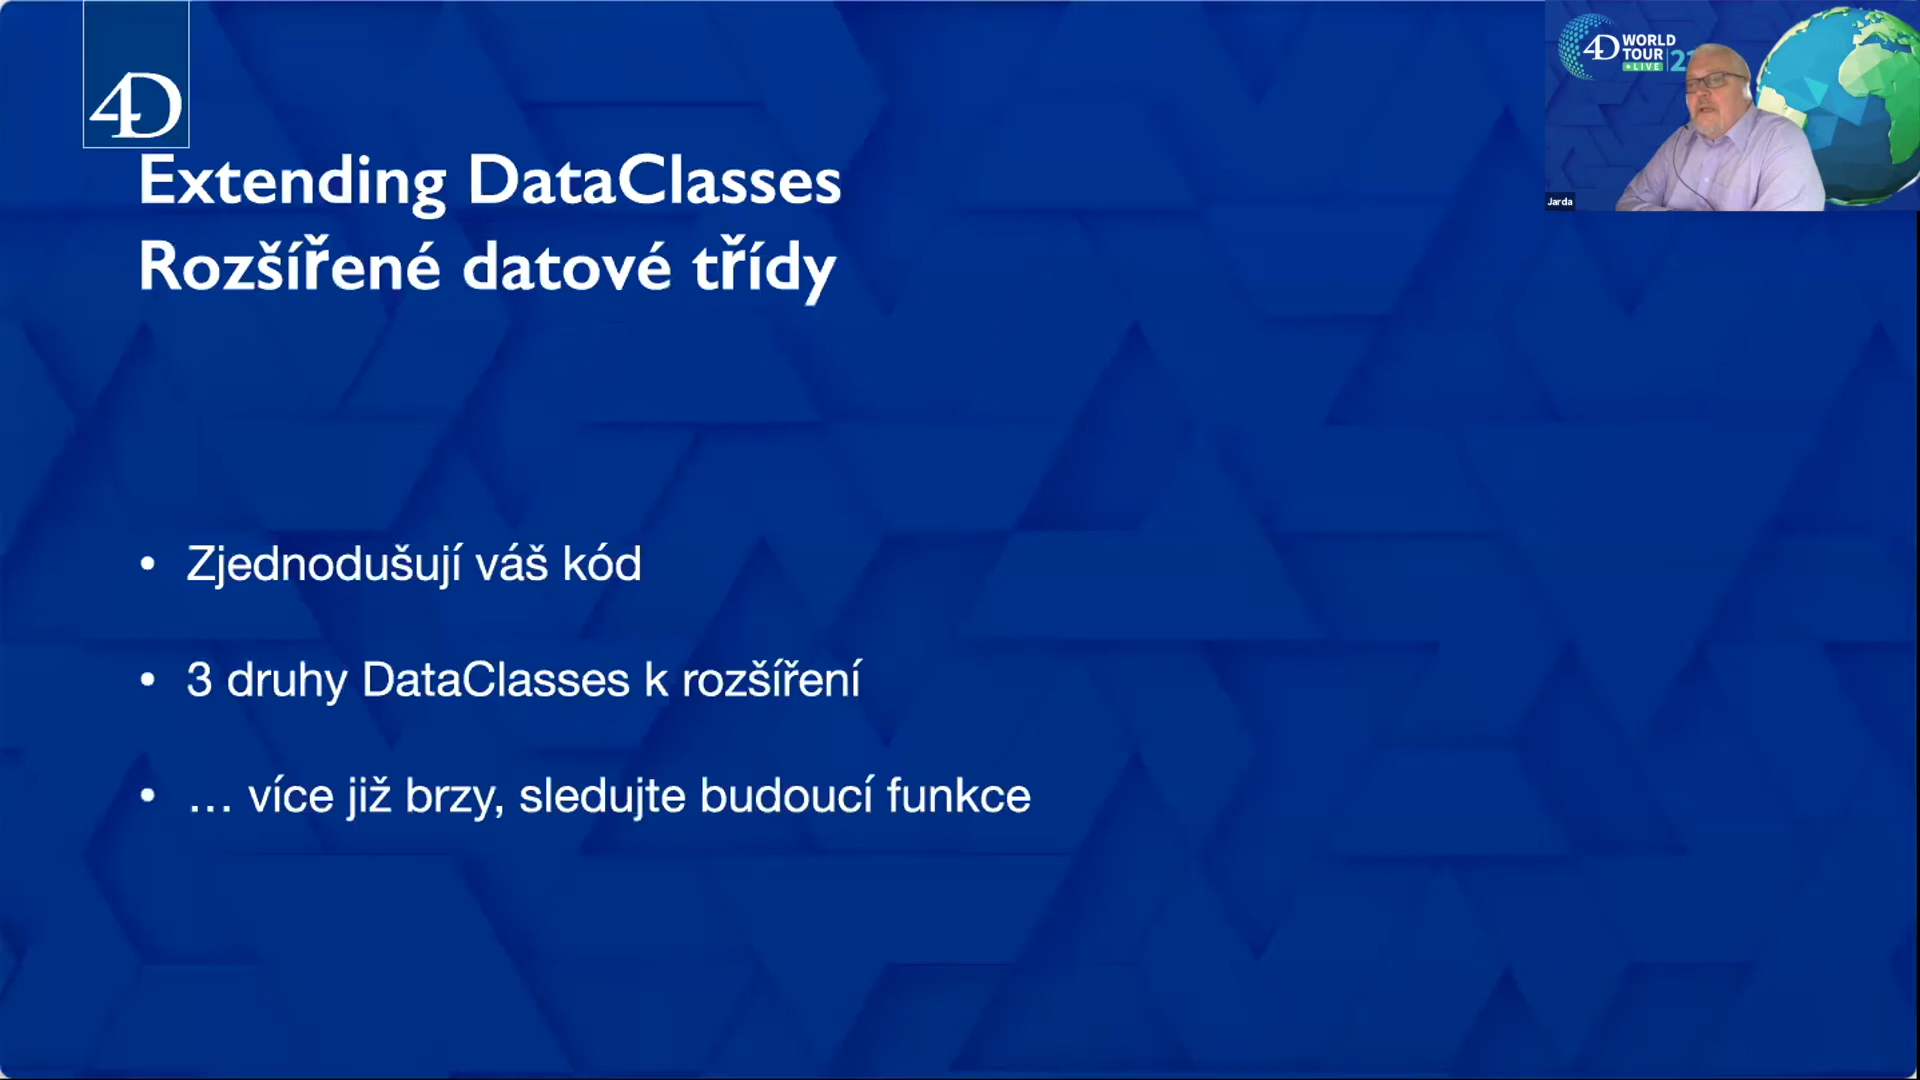 4D
Extending DataClasses
Rozšířené datové třídy
• Zjednodušují váš kód
• 3 druhy DataClasses k rozšíření
• … více již brzy, sledujte budoucí funkce
4D WORLD
TOUR
• LIVE
Jarda